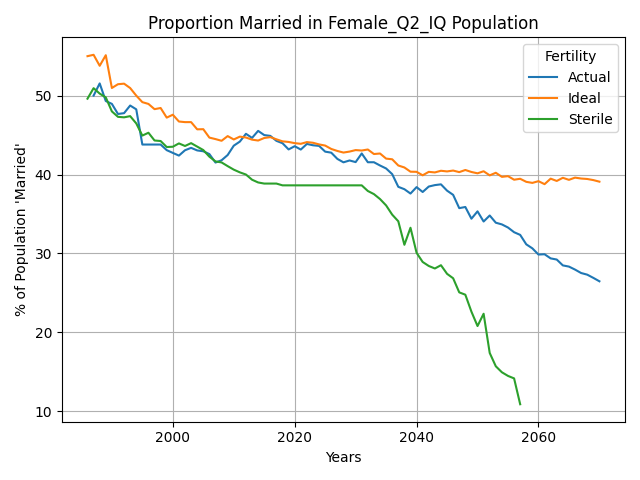 Proportion Married in Female_Q2_IQ Population
Fertility
Actual
Ideal
Sterile
% of Population 'Married'
50
40
30
20
10
2000
2020
2040
2060
Years